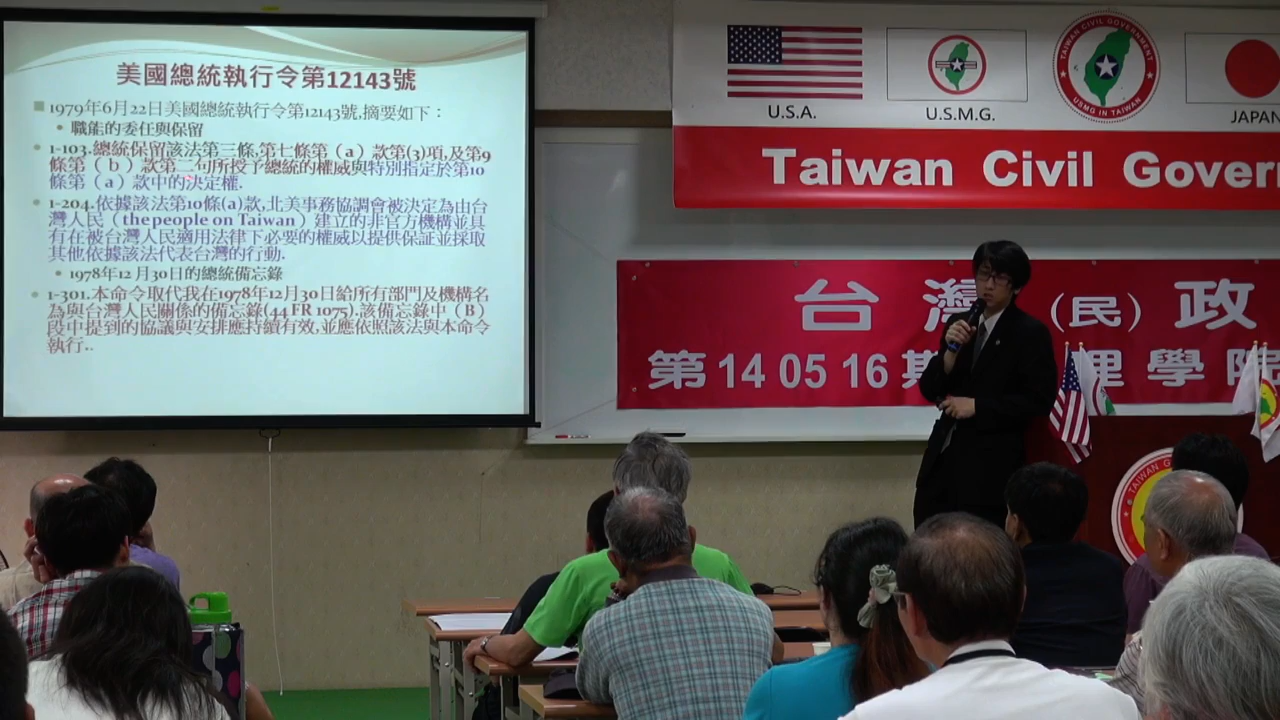 美國總統執行令第12143號
1979年6月22日美國總統執行令第12143號,摘要如下：
職能的委任與保留
1-103.總統保留該法第三條,第七條第（a）款第(3)項,及第9
條第（b）款第二句所授予總統的權威與特別指定於第10
條第（a）款中的決定權.
1-204.依據該法第10條(a)款,北美事務協調會被決定為由台
灣人民（the people on Taiwan）建立的非官方機構並具
有在被台灣人民適用法律下必要的權威以提供保証並採取
其他依據該法代表台灣的行動.
1978年12月30日的總統備忘錄
1-301.本命令取代我在1978年12月30日給所有部門及機構名
為與台灣人民關係的備忘錄(44 FR 1075),該備忘錄中（B）
段中提到的協議與安排應持續有效,並應依照該法與本命令
執行..
U.S.A.
U.S.M.G.
TAIWAN CIVIL GOVERNMENT
USMG IN TAIWAN
JAPAN
Taiwan Civil Gover
台灣（民）政
第 14 05 16 期 理學院
TAIWAN G